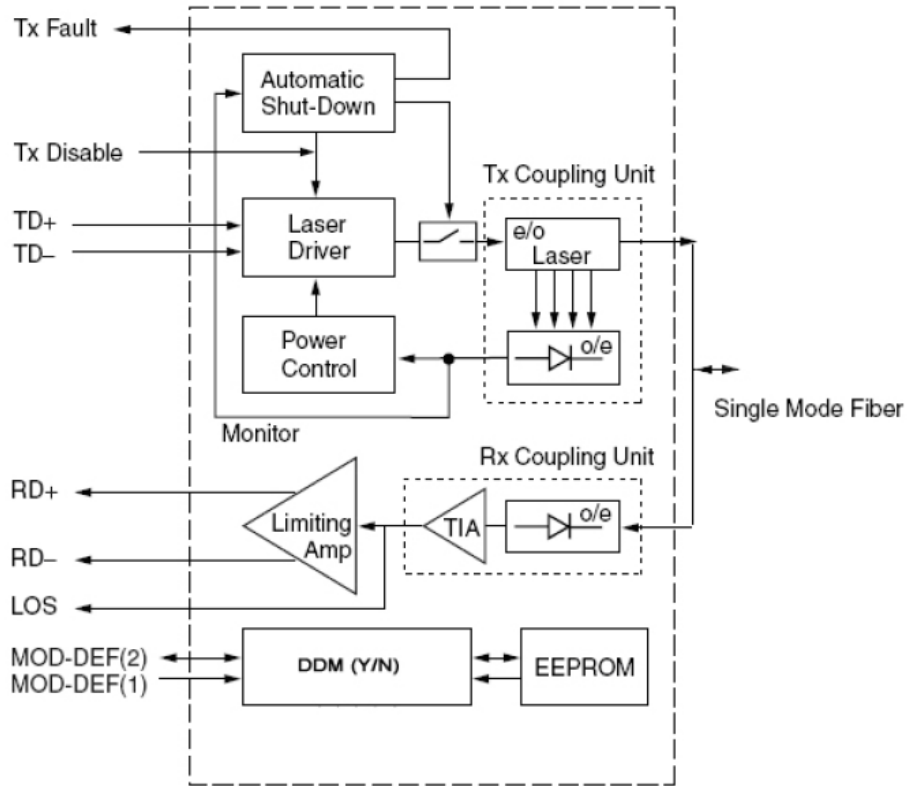 Tx Fault
Automatic
Shut-Down
Tx Disable
Tx Coupling Unit
TD+
TD–
Laser
Driver
e/o
Laser
Power
Control
o/e
Monitor
Single Mode Fiber
Rx Coupling Unit
RD+
RD–
LOS
Limiting
Amp
TIA
o/e
MOD-DEF(2)
MOD-DEF(1)
DDM (Y/N)
EEPROM